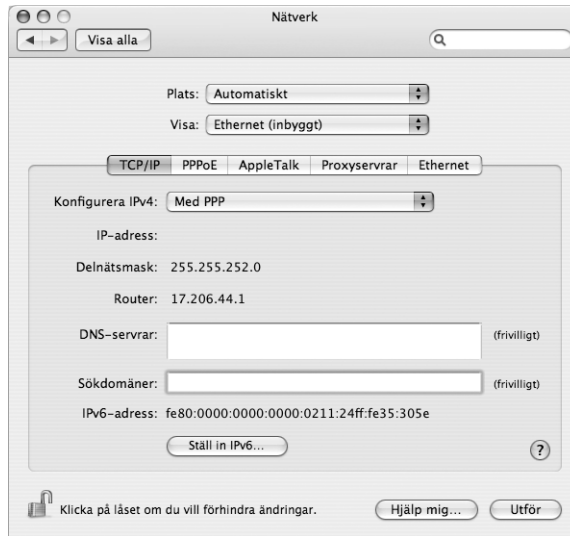 Nätverk
Visa alla
Plats: Automatiskt
Visa: Ethernet (inbyggt)
TCP/IP PPPoE AppleTalk Proxyservrar Ethernet
Konfigurera IPv4: Med PPP
IP-adress:
Delnätsmask: 255.255.252.0
Router: 17.206.44.1
DNS-servrar: (frivilligt)
Sökdomäner: (frivilligt)
IPv6-adress: fe80:0000:0000:0000:0211:24ff:fe35:305e
Ställ in IPv6...
?
Klicka på låset om du vill förhindra ändringar. Hjälp mig... Utför